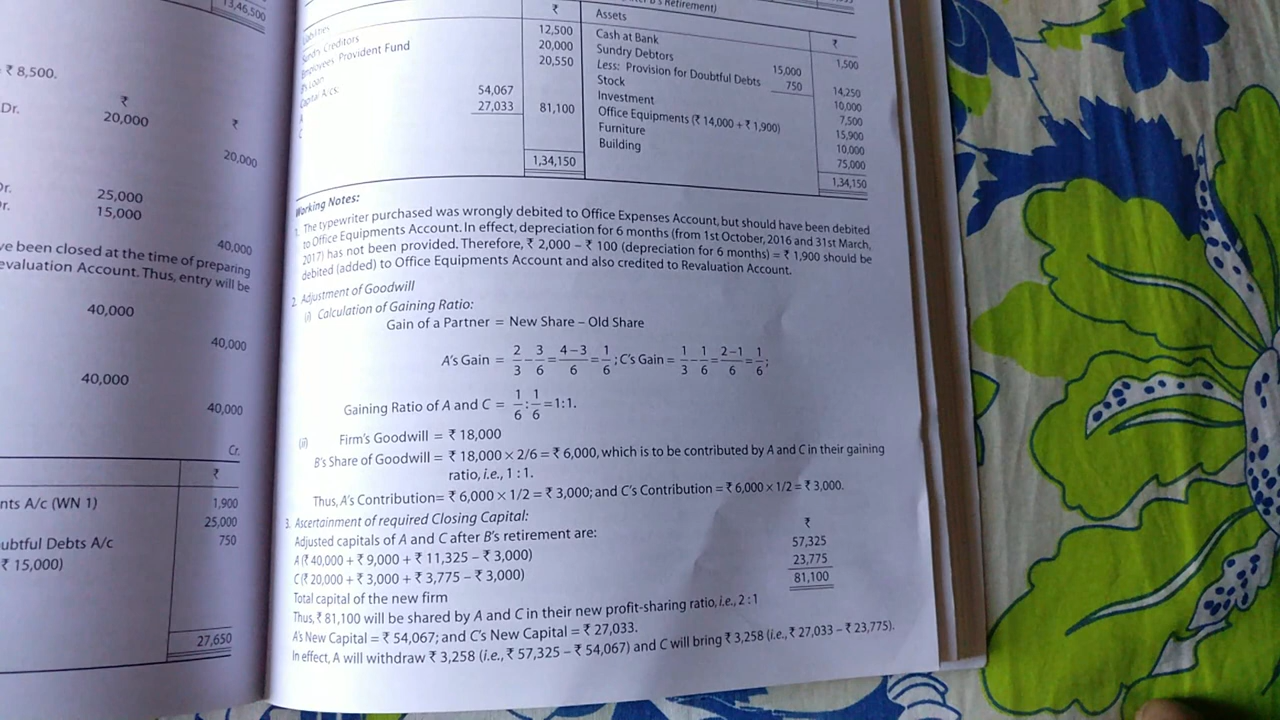 13,46,500
₹ 8,500.
₹
Dr. 20,000 ₹
20,000
Dr. 25,000
Dr. 15,000
40,000
ve been closed at the time of preparing
evaluation Account. Thus, entry will be
40,000
40,000
40,000
40,000
Cr.
₹
nts A/c (WN 1) 1,900
25,000
ubtful Debts A/c 750
₹ 15,000)
27,650
Retirement)
Liabilities ₹ Assets ₹
Sundry Creditors 12,500 Cash at Bank 1,500
Employees' Provident Fund 20,000 Sundry Debtors 15,000
B's Loan 20,550 Less: Provision for Doubtful Debts 750 14,250
Capital A/cs: Stock 10,000
54,067 Investment 7,500
C 27,033 81,100 Office Equipments (₹ 14,000 + ₹ 1,900) 15,900
Furniture 10,000
Building 75,000
1,34,150 1,34,150
Working Notes:
1. The typewriter purchased was wrongly debited to Office Expenses Account, but should have been debited
to Office Equipments Account. In effect, depreciation for 6 months (from 1st October, 2016 and 31st March,
2017) has not been provided. Therefore, ₹ 2,000 – ₹ 100 (depreciation for 6 months) = ₹ 1,900 should be
debited (added) to Office Equipments Account and also credited to Revaluation Account.
2. Adjustment of Goodwill
(i) Calculation of Gaining Ratio:
Gain of a Partner = New Share – Old Share
A's Gain = 2/3 – 3/6 = 4–3/6 = 1/6; C's Gain = 1/3 – 1/6 = 2–1/6 = 1/6;
Gaining Ratio of A and C = 1/6 : 1/6 = 1:1.
(ii) Firm's Goodwill = ₹ 18,000
B's Share of Goodwill = ₹ 18,000 × 2/6 = ₹ 6,000, which is to be contributed by A and C in their gaining
ratio, i.e., 1 : 1.
Thus, A's Contribution= ₹ 6,000 × 1/2 = ₹ 3,000; and C's Contribution = ₹ 6,000 × 1/2 = ₹ 3,000.
3. Ascertainment of required Closing Capital:
Adjusted capitals of A and C after B's retirement are: ₹
A (₹ 40,000 + ₹ 9,000 + ₹ 11,325 – ₹ 3,000) 57,325
C (₹ 20,000 + ₹ 3,000 + ₹ 3,775 – ₹ 3,000) 23,775
Total capital of the new firm 81,100
Thus, ₹ 81,100 will be shared by A and C in their new profit-sharing ratio, i.e., 2 : 1
A's New Capital = ₹ 54,067; and C's New Capital = ₹ 27,033.
In effect, A will withdraw ₹ 3,258 (i.e., ₹ 57,325 – ₹ 54,067) and C will bring ₹ 3,258 (i.e., ₹ 27,033 – ₹ 23,775).